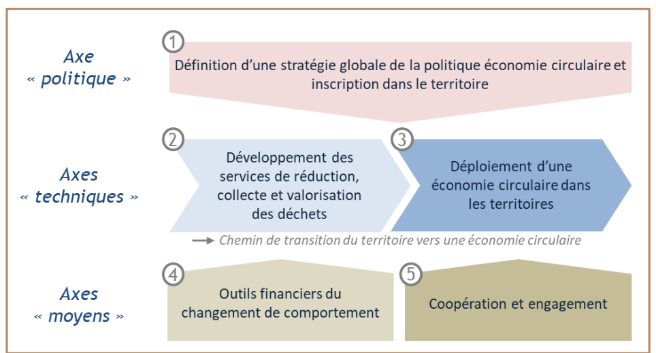 Axe
« politique »
1
Définition d'une stratégie globale de la politique économie circulaire et
inscription dans le territoire
Axes
« techniques »
2
Développement des
services de réduction,
collecte et valorisation
des déchets
3
Déploiement d'une
économie circulaire dans
les territoires
Chemin de transition du territoire vers une économie circulaire
Axes
« moyens »
4
Outils financiers du
changement de comportement
5
Coopération et engagement